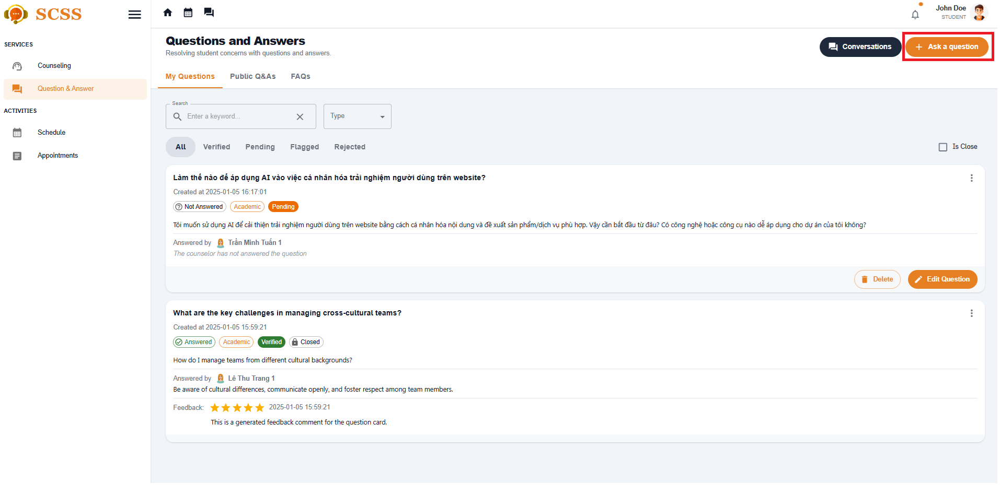 SCSS
John Doe
STUDENT
SERVICES
Counseling
Question & Answer
ACTIVITIES
Schedule
Appointments
Questions and Answers
Resolving student concerns with questions and answers.
Conversations
Ask a question
My Questions
Public Q&As
FAQs
Search
Enter a keyword...
Type
All
Verified
Pending
Flagged
Rejected
Is Close
Làm thế nào để áp dụng AI vào việc cá nhân hóa trải nghiệm người dùng trên website?
Created at 2025-01-05 16:17:01
Not Answered
Academic
Pending
Tôi muốn sử dụng AI để cải thiện trải nghiệm người dùng trên website bằng cách cá nhân hóa nội dung và đề xuất sản phẩm/dịch vụ phù hợp. Vậy cần bắt đầu từ đâu? Có công nghệ hoặc công cụ nào dễ áp dụng cho dự án của tôi không?
Answered by Trần Minh Tuấn 1
The counselor has not answered the question
Delete
Edit Question
What are the key challenges in managing cross-cultural teams?
Created at 2025-01-05 15:59:21
Answered
Academic
Verified
Closed
How do I manage teams from different cultural backgrounds?
Answered by Lê Thu Trang 1
Be aware of cultural differences, communicate openly, and foster respect among team members.
Feedback: 2025-01-05 15:59:21
This is a generated feedback comment for the question card.